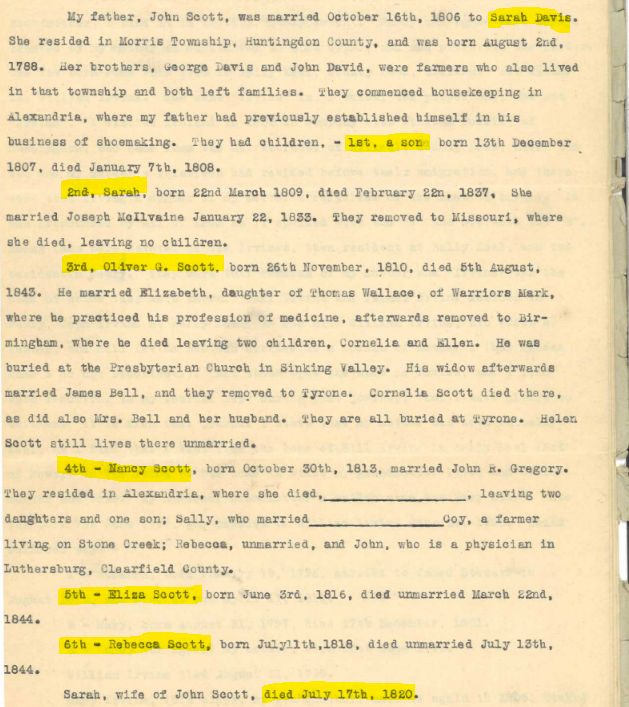 My father, John Scott, was married October 16th, 1806 to Sarah Davis.
She resided in Morris Township, Huntingdon County, and was born August 2nd,
1788. Her brothers, George Davis and John David, were farmers who also lived
in that township and both left families. They commenced housekeeping in
Alexandria, where my father had previously established himself in his
business of shoemaking. They had children, - 1st, a son born 13th December
1807, died January 7th, 1808.
2nd, Sarah, born 22nd March 1809, died February 22n, 1837. She
married Joseph McIlvaine January 22, 1833. They removed to Missouri, where
she died, leaving no children.
3rd, Oliver G. Scott, born 26th November, 1810, died 5th August,
1843. He married Elizabeth, daughter of Thomas Wallace, of Warriors Mark,
where he practiced his profession of medicine, afterwards removed to Bir-
mingham, where he died leaving two children, Cornelia and Ellen. He was
buried at the Presbyterian Church in Sinking Valley. His widow afterwards
married James Bell, and they removed to Tyrone. Cornelia Scott died there,
as did also Mrs. Bell and her husband. They are all buried at Tyrone. Helen
Scott still lives there unmarried.
4th - Nancy Scott, born October 30th, 1813, married John R. Gregory.
They resided in Alexandria, where she died,____________, leaving two
daughters and one son; Sally, who married____________Coy, a farmer
living on Stone Creek; Rebecca, unmarried, and John, who is a physician in
Luthersburg, Clearfield County.
5th - Eliza Scott, born June 3rd, 1816, died unmarried March 22nd,
1844.
6th - Rebecca Scott, born July11th,1818, died unmarried July 13th,
1844.
Sarah, wife of John Scott, died July 17th, 1820.